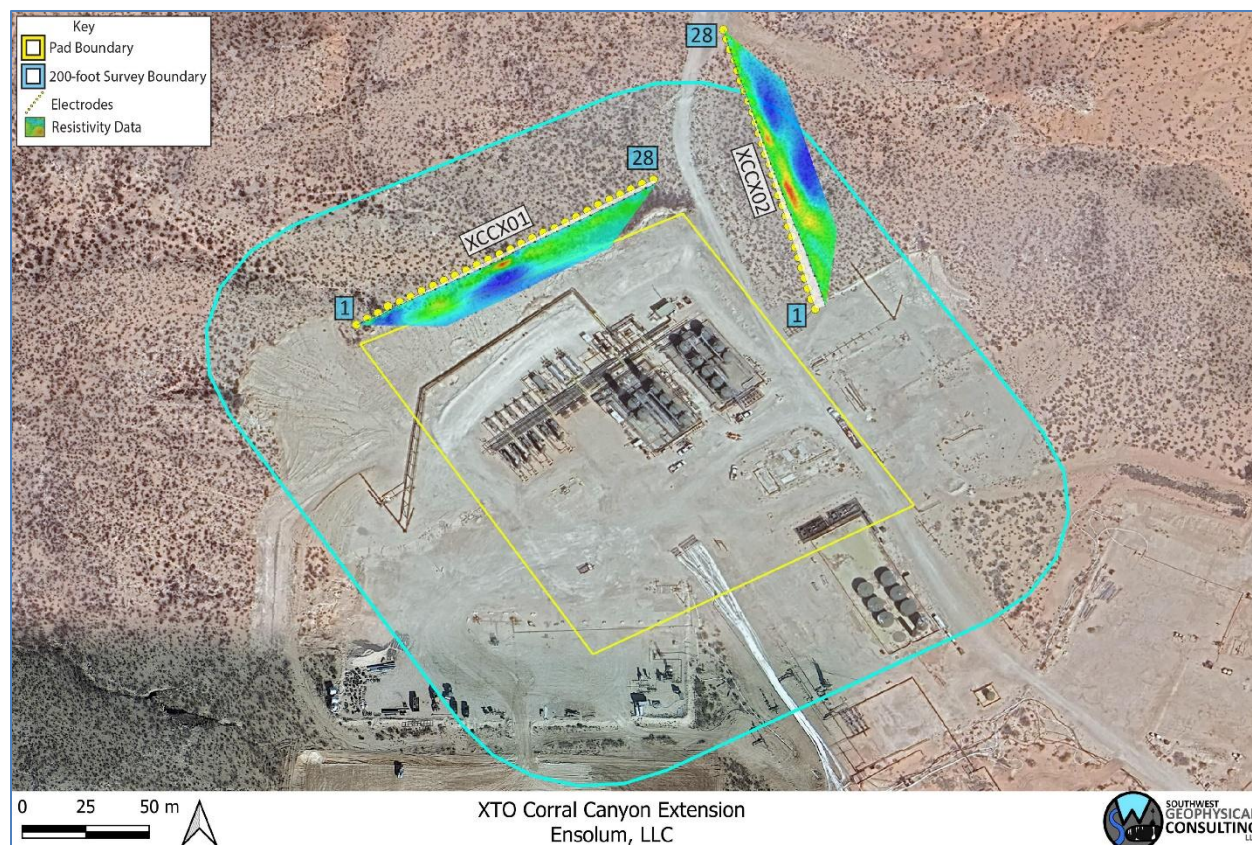 Key
Pad Boundary
200-foot Survey Boundary
Electrodes
Resistivity Data
28
28
XCCX01
XCCX02
1
1
0 25 50 m
XTO Corral Canyon Extension
Ensolum, LLC
SOUTHWEST
GEOPHYSICAL
CONSULTING